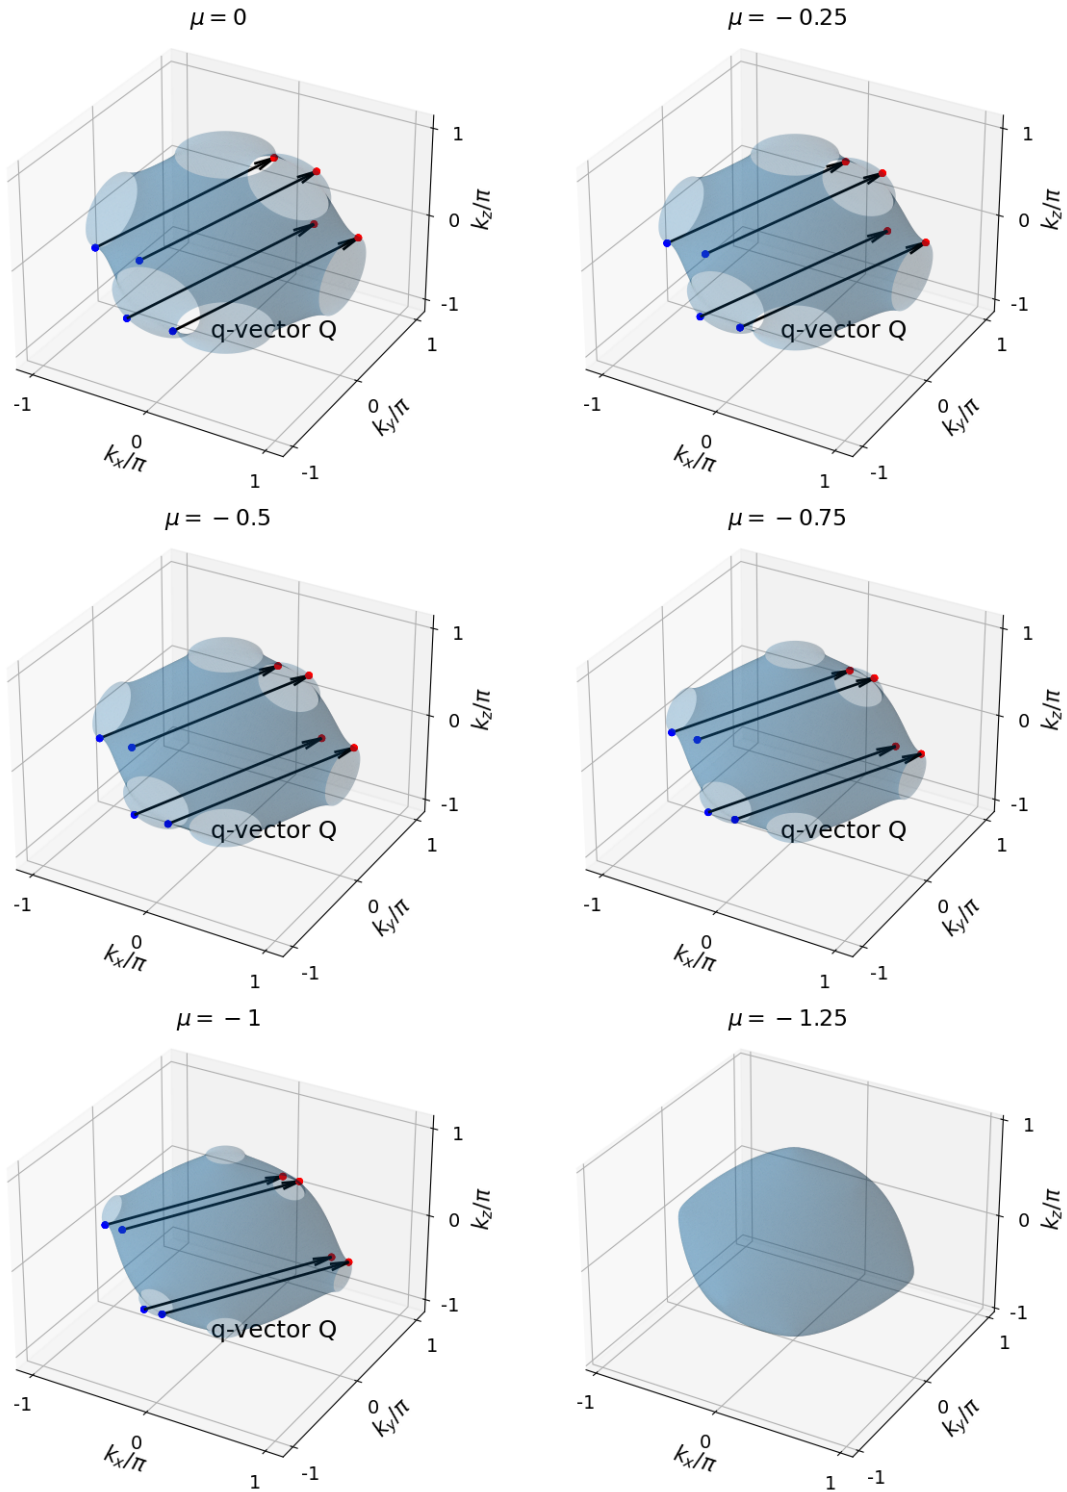 μ = 0
1
0
-1
k_z/π
q-vector Q
-1
0
1
k_x/π
-1
0
1
k_y/π
μ = − 0.25
1
0
-1
k_z/π
q-vector Q
-1
0
1
k_x/π
-1
0
1
k_y/π
μ = − 0.5
1
0
-1
k_z/π
q-vector Q
-1
0
1
k_x/π
-1
0
1
k_y/π
μ = − 0.75
1
0
-1
k_z/π
q-vector Q
-1
0
1
k_x/π
-1
0
1
k_y/π
μ = − 1
1
0
-1
k_z/π
q-vector Q
-1
0
1
k_x/π
-1
0
1
k_y/π
μ = − 1.25
1
0
-1
k_z/π
-1
0
1
k_x/π
-1
0
1
k_y/π